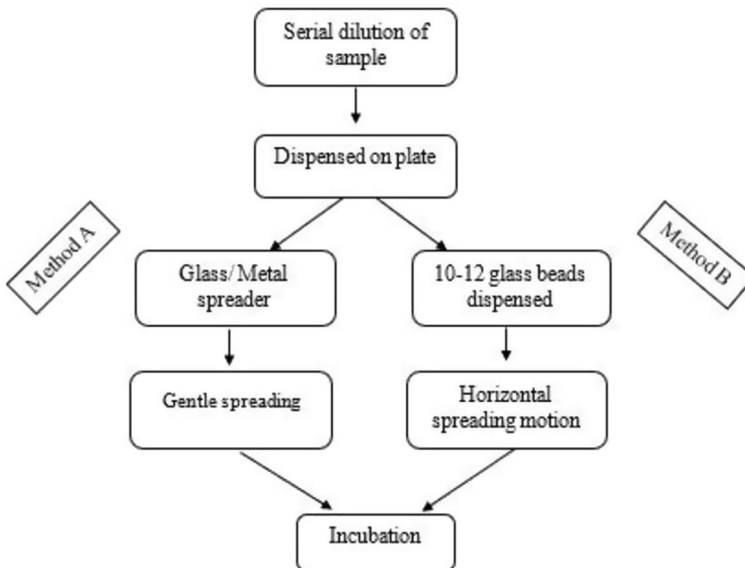 Serial dilution of
sample
Dispensed on plate
Method A
Method B
Glass/ Metal
spreader
10-12 glass beads
dispensed
Gentle spreading
Horizontal
spreading motion
Incubation